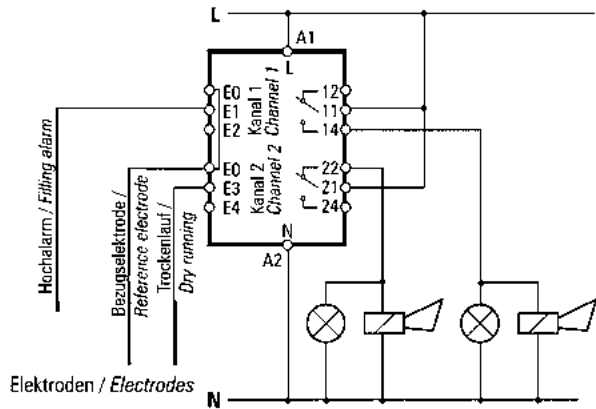 L
A1
L
E0
E1
E2
Kanal 1
Channel 1
12
11
14
E0
E3
E4
Kanal 2
Channel 2
22
21
24
N
A2
Hochalarm / Filling alarm
Bezugselektrode /
Reference electrode
Trockenlauf /
Dry running
Elektroden / Electrodes
N